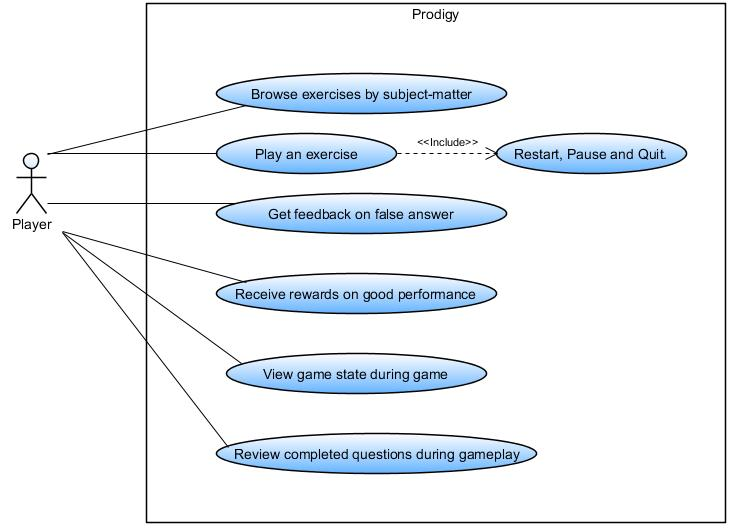 Prodigy
Browse exercises by subject-matter
Play an exercise
<<Include>>
Restart, Pause and Quit.
Get feedback on false answer
Player
Receive rewards on good performance
View game state during game
Review completed questions during gameplay